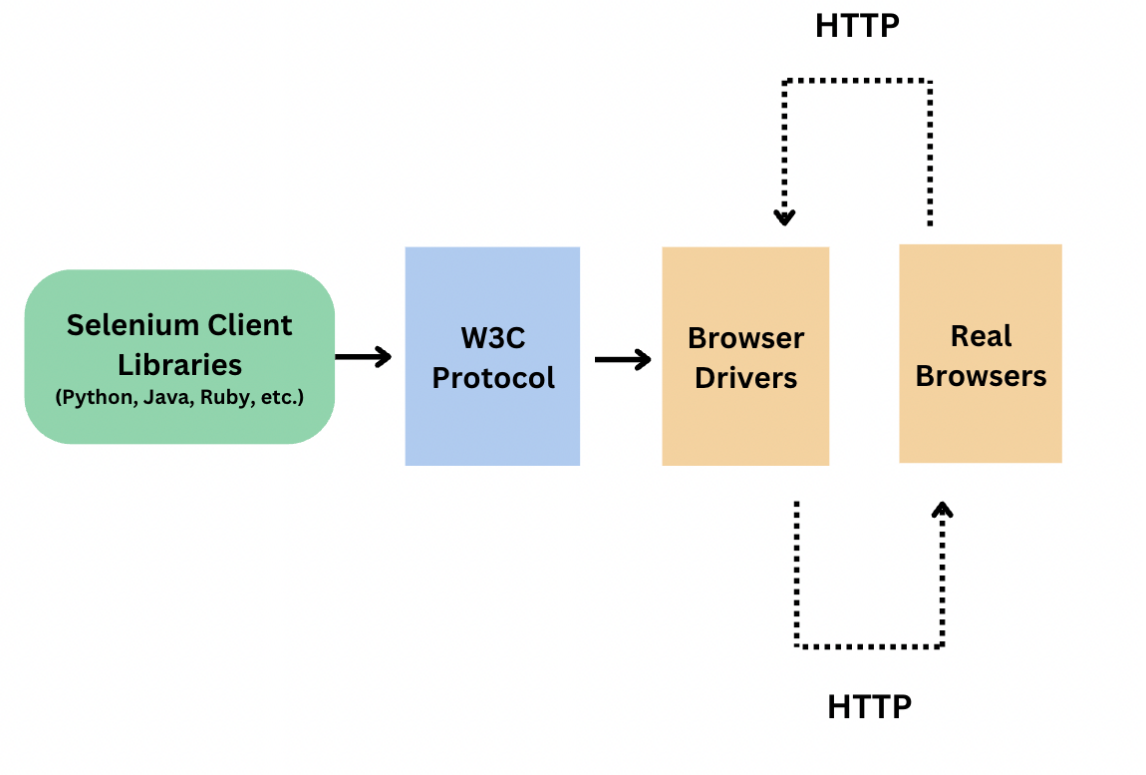 HTTP
Selenium Client
Libraries
(Python, Java, Ruby, etc.)
W3C
Protocol
Browser
Drivers
Real
Browsers
HTTP